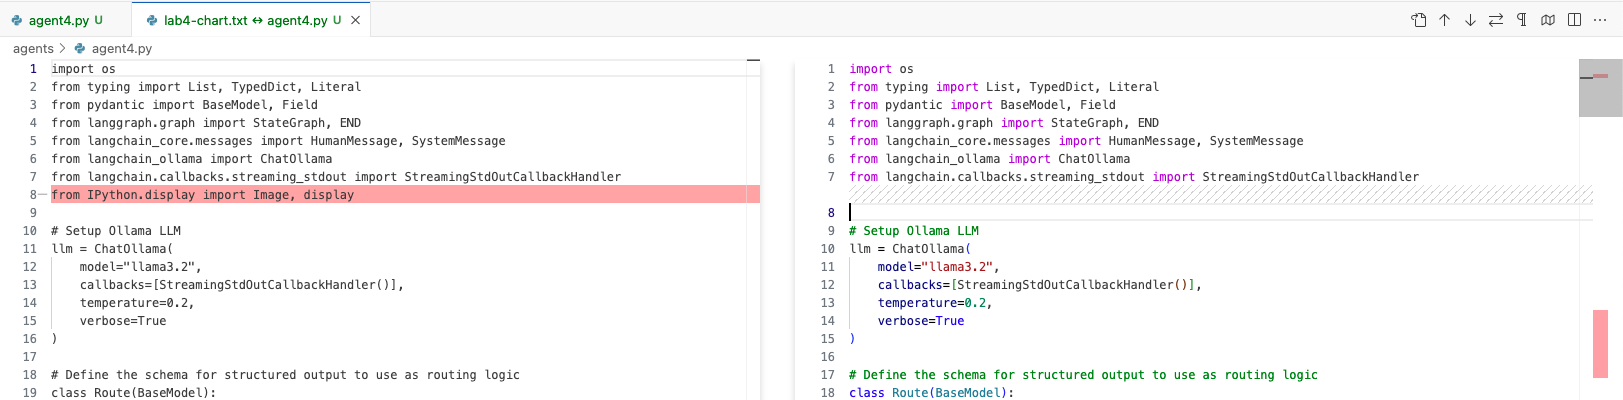 agent4.py U
lab4-chart.txt ↔ agent4.py U
agents > agent4.py
1 import os
2 from typing import List, TypedDict, Literal
3 from pydantic import BaseModel, Field
4 from langgraph.graph import StateGraph, END
5 from langchain_core.messages import HumanMessage, SystemMessage
6 from langchain_ollama import ChatOllama
7 from langchain.callbacks.streaming_stdout import StreamingStdOutCallbackHandler
8 from IPython.display import Image, display
9
10 # Setup Ollama LLM
11 llm = ChatOllama(
12     model="llama3.2",
13     callbacks=[StreamingStdOutCallbackHandler()],
14     temperature=0.2,
15     verbose=True
16 )
17
18 # Define the schema for structured output to use as routing logic
19 class Route(BaseModel):
1 import os
2 from typing import List, TypedDict, Literal
3 from pydantic import BaseModel, Field
4 from langgraph.graph import StateGraph, END
5 from langchain_core.messages import HumanMessage, SystemMessage
6 from langchain_ollama import ChatOllama
7 from langchain.callbacks.streaming_stdout import StreamingStdOutCallbackHandler
8
9 # Setup Ollama LLM
10 llm = ChatOllama(
11     model="llama3.2",
12     callbacks=[StreamingStdOutCallbackHandler()],
13     temperature=0.2,
14     verbose=True
15 )
16
17 # Define the schema for structured output to use as routing logic
18 class Route(BaseModel):